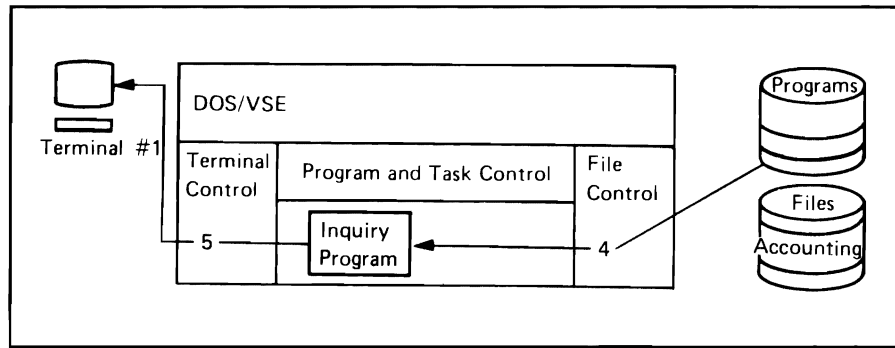 Programs
DOS/VSE
Terminal #1
Terminal
Control
Program and Task Control
File
Control
Files
Accounting
Inquiry
Program
5
4